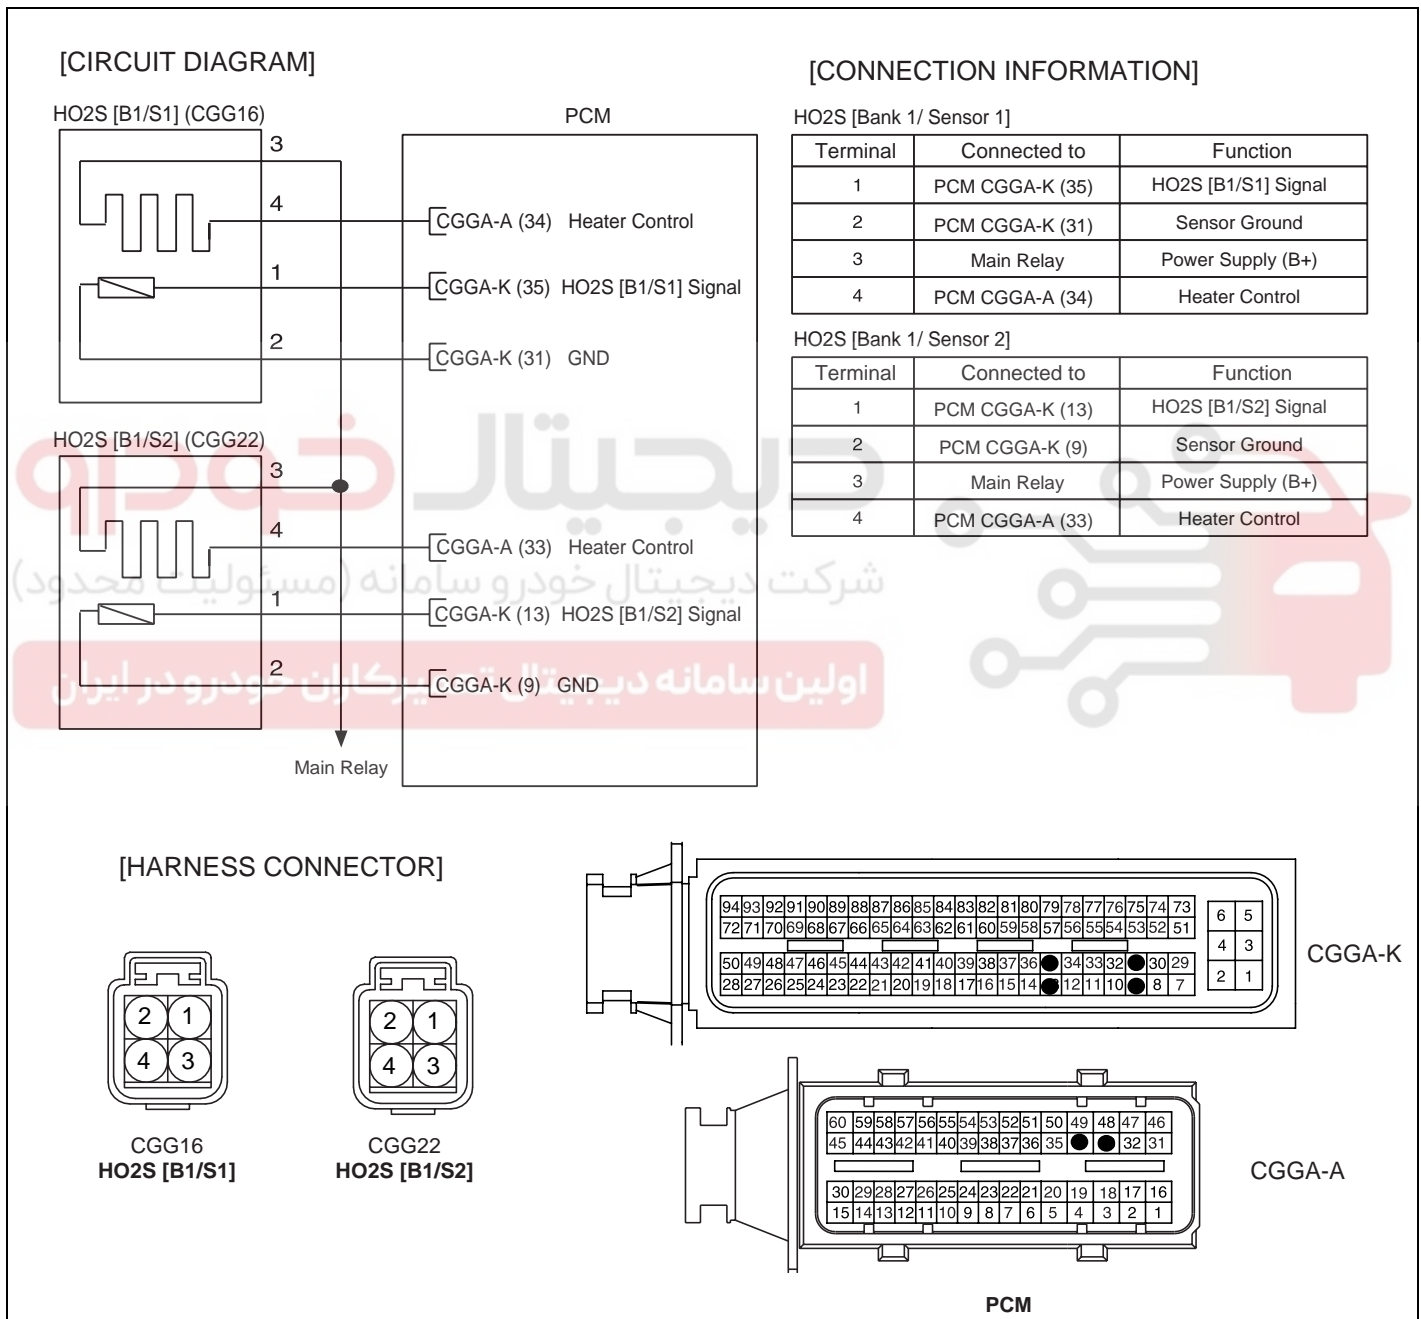 [CIRCUIT DIAGRAM]
HO2S [B1/S1] (CGG16)
PCM
3
4
CGGA-A (34) Heater Control
1
CGGA-K (35) HO2S [B1/S1] Signal
2
CGGA-K (31) GND
HO2S [B1/S2] (CGG22)
3
4
CGGA-A (33) Heater Control
1
CGGA-K (13) HO2S [B1/S2] Signal
2
CGGA-K (9) GND
Main Relay
[CONNECTION INFORMATION]
HO2S [Bank 1/ Sensor 1]
Terminal Connected to Function
1 PCM CGGA-K (35) HO2S [B1/S1] Signal
2 PCM CGGA-K (31) Sensor Ground
3 Main Relay Power Supply (B+)
4 PCM CGGA-A (34) Heater Control
HO2S [Bank 1/ Sensor 2]
Terminal Connected to Function
1 PCM CGGA-K (13) HO2S [B1/S2] Signal
2 PCM CGGA-K (9) Sensor Ground
3 Main Relay Power Supply (B+)
4 PCM CGGA-A (33) Heater Control
دیجیتال خودرو
شرکت دیجیتال خودرو سامانه (مسئولیت محدود)
اولین سامانه دیجیتال تعمیرکاران خودرو در ایران
[HARNESS CONNECTOR]
2 1
4 3
CGG16
HO2S [B1/S1]
2 1
4 3
CGG22
HO2S [B1/S2]
94 93 92 91 90 89 88 87 86 85 84 83 82 81 80 79 78 77 76 75 74 73
72 71 70 69 68 67 66 65 64 63 62 61 60 59 58 57 56 55 54 53 52 51
50 49 48 47 46 45 44 43 42 41 40 39 38 37 36 34 33 32 30 29
28 27 26 25 24 23 22 21 20 19 18 17 16 15 14 12 11 10 8 7
6 5
4 3
2 1
CGGA-K
60 59 58 57 56 55 54 53 52 51 50 49 48 47 46
45 44 43 42 41 40 39 38 37 36 35 32 31
30 29 28 27 26 25 24 23 22 21 20 19 18 17 16
15 14 13 12 11 10 9 8 7 6 5 4 3 2 1
CGGA-A
PCM